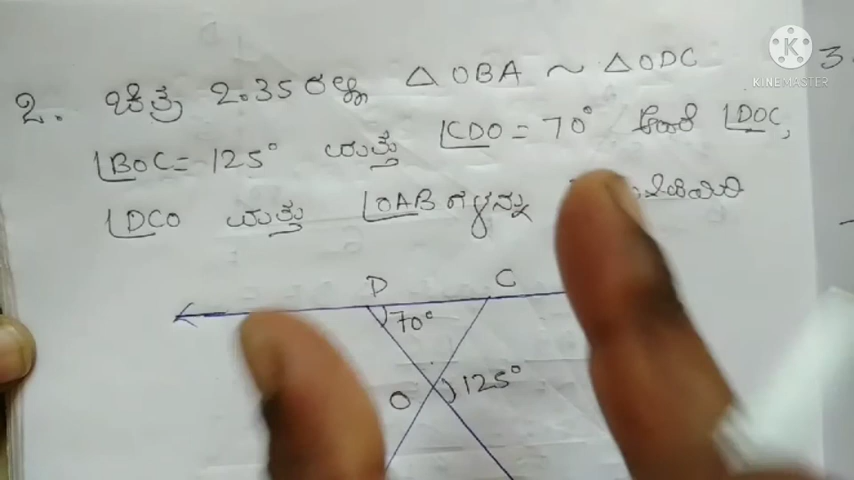 2. ಚಿತ್ರ 2.35 ರಲ್ಲಿ △OBA ~ △ODC
∠BOC = 125° ಮತ್ತು ∠CDO = 70° ಆದರೆ ∠DOC,
∠DCO ಮತ್ತು ∠OAB ಗಳನ್ನು
D C
70°
O 125°
3
KINEMASTER